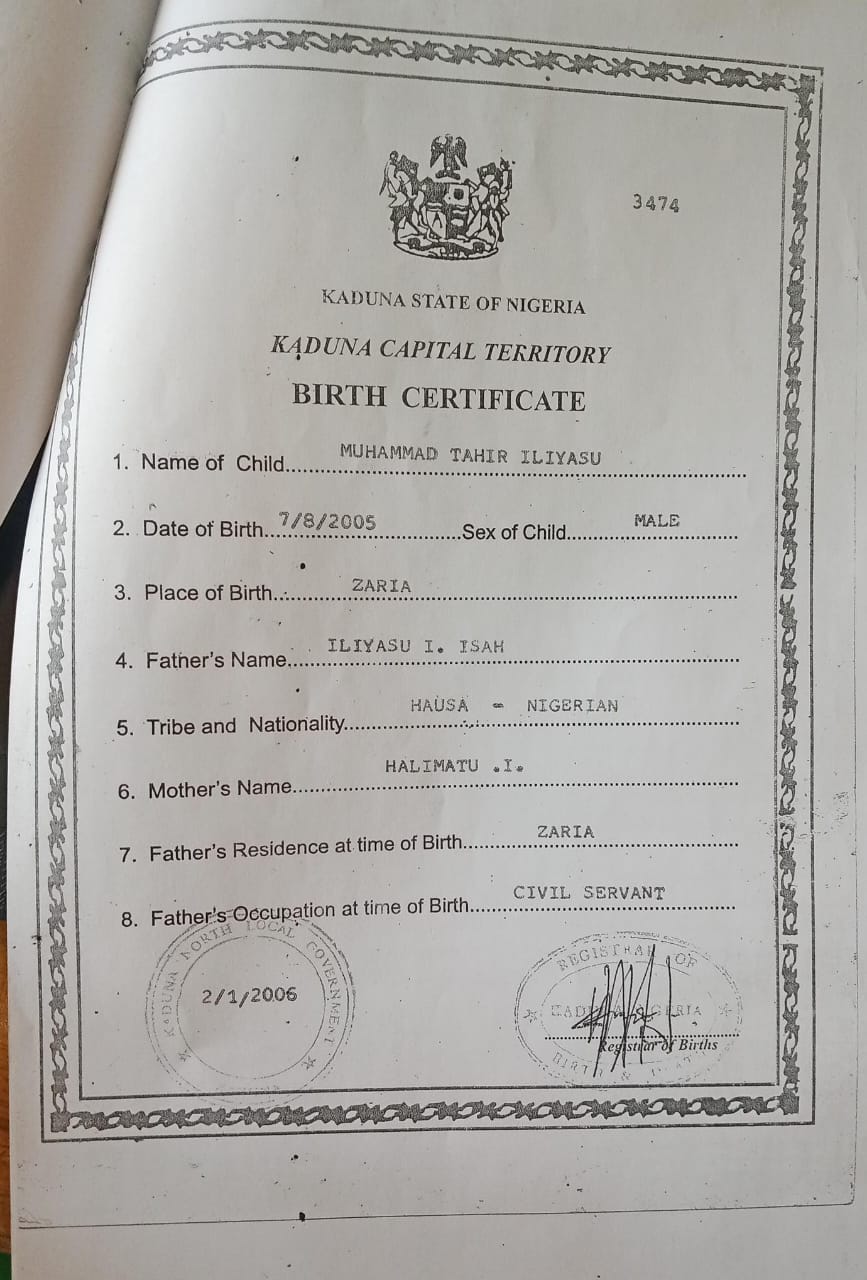 3474
KADUNA STATE OF NIGERIA
KADUNA CAPITAL TERRITORY
BIRTH CERTIFICATE
1. Name of Child....MUHAMMAD TAHIR ILIYASU
2. Date of Birth...7/8/2005....Sex of Child....MALE
3. Place of Birth....ZARIA
4. Father's Name....ILIYASU I. ISAH
5. Tribe and Nationality....HAUSA - NIGERIAN
6. Mother's Name....HALIMATU .I.
7. Father's Residence at time of Birth....ZARIA
8. Father's Occupation at time of Birth....CIVIL SERVANT
KADUNA NORTH LOCAL GOVERNMENT
2/1/2006
REGISTRAR OF
NIGERIA
Registrar of Births